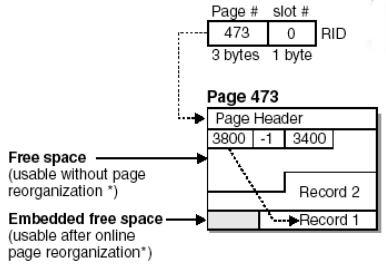 Page # slot #
473 0 RID
3 bytes 1 byte
Page 473
Page Header
3800 -1 3400
Free space
(usable without page
reorganization *)
Record 2
Embedded free space
(usable after online
page reorganization*)
Record 1